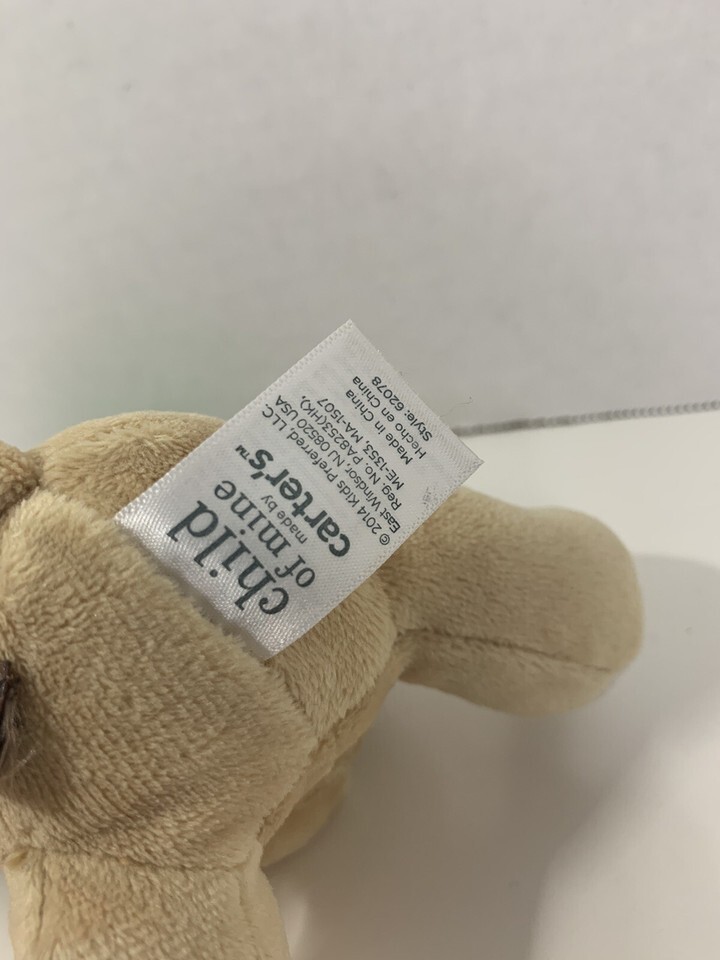 child
of mine
made by
carter's™
© 2014 Kids Preferred, LLC.
East Windsor, NJ 08520 USA
Reg. No. PA8253(HK),
ME-1353, MA-1507
Made in China
Hecho en China
Style: 62078